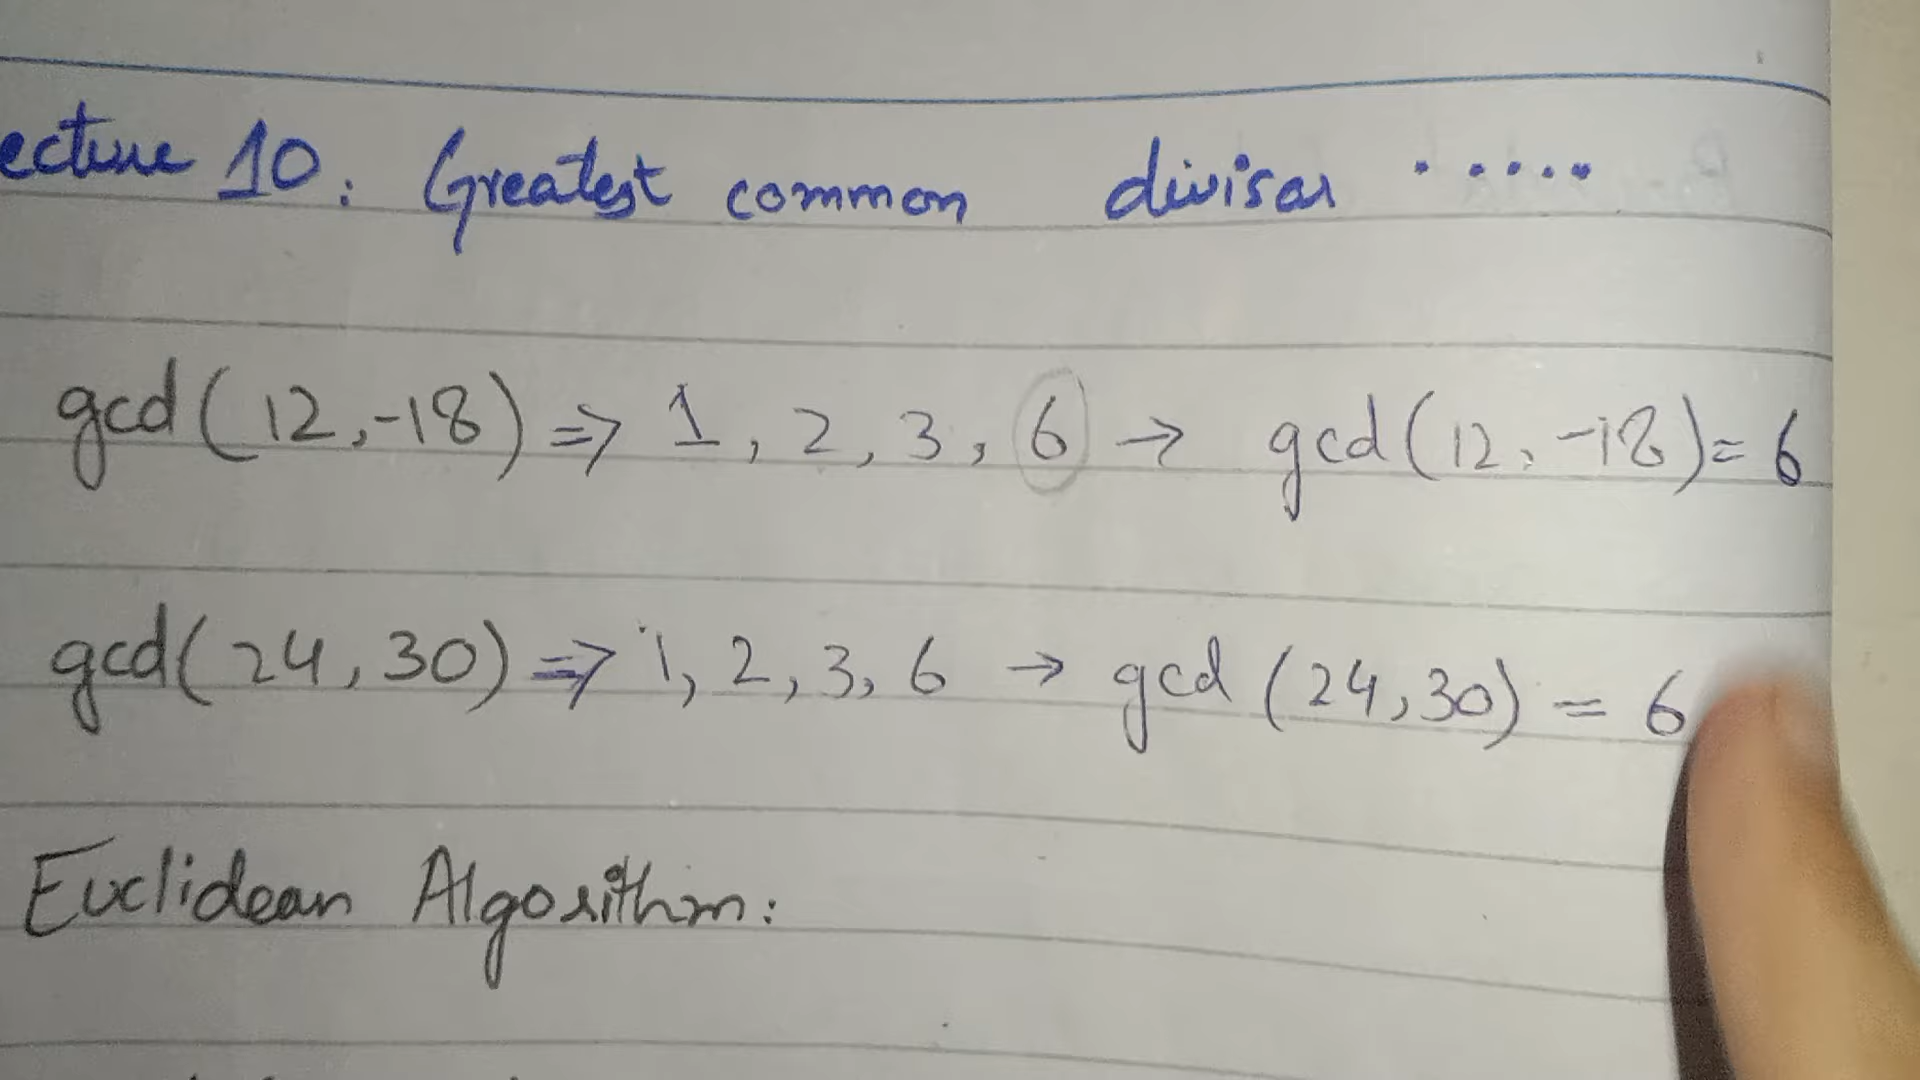 ecture 10: Greatest common divisor .....
gcd(12,-18) => 1, 2, 3, 6 → gcd(12,-18)= 6
gcd(24,30) => 1, 2, 3, 6 → gcd(24,30) = 6
Euclidean Algorithm: